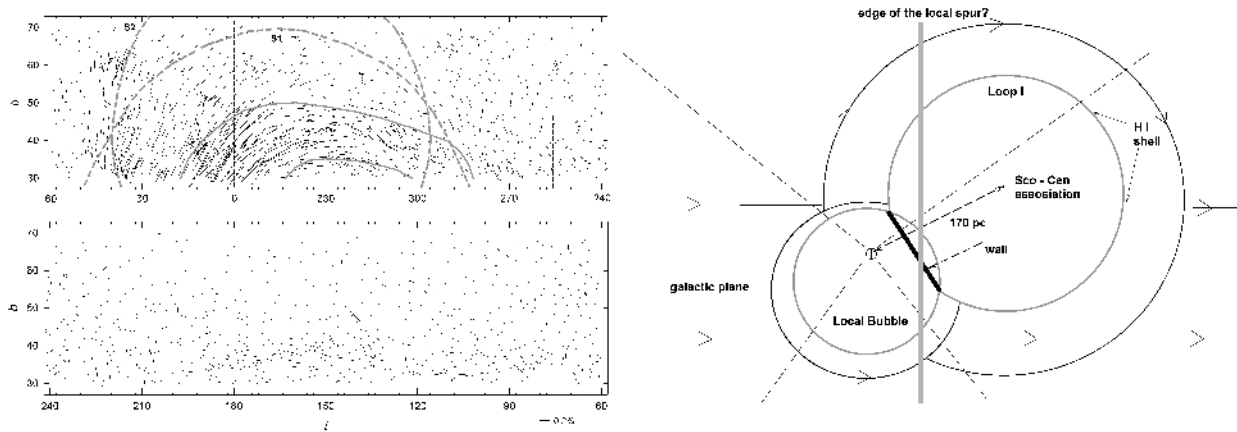 70
60
50
40
30
b
S2
S1
60
30
0
330
300
270
240
70
60
50
40
30
b
240
210
180
150
120
90
60
l
edge of the local spur?
Loop I
H I
shell
Sco - Cen
association
170 pc
wall
galactic plane
Local Bubble